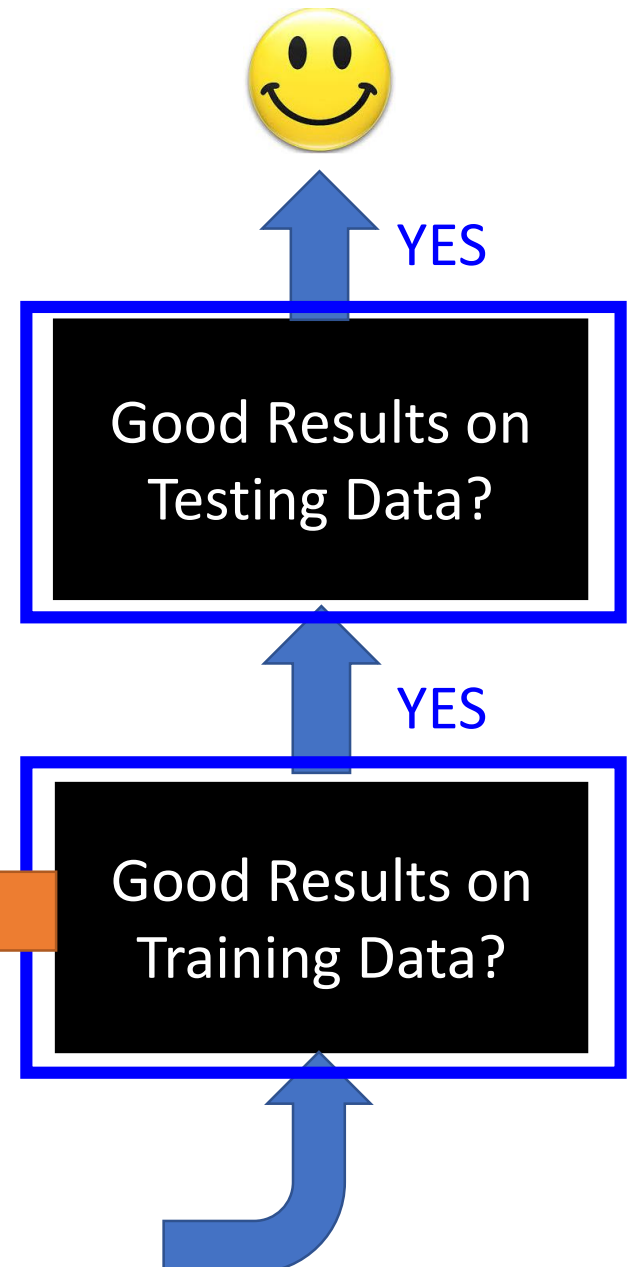 YES
Good Results on
Testing Data?
YES
Good Results on
Training Data?